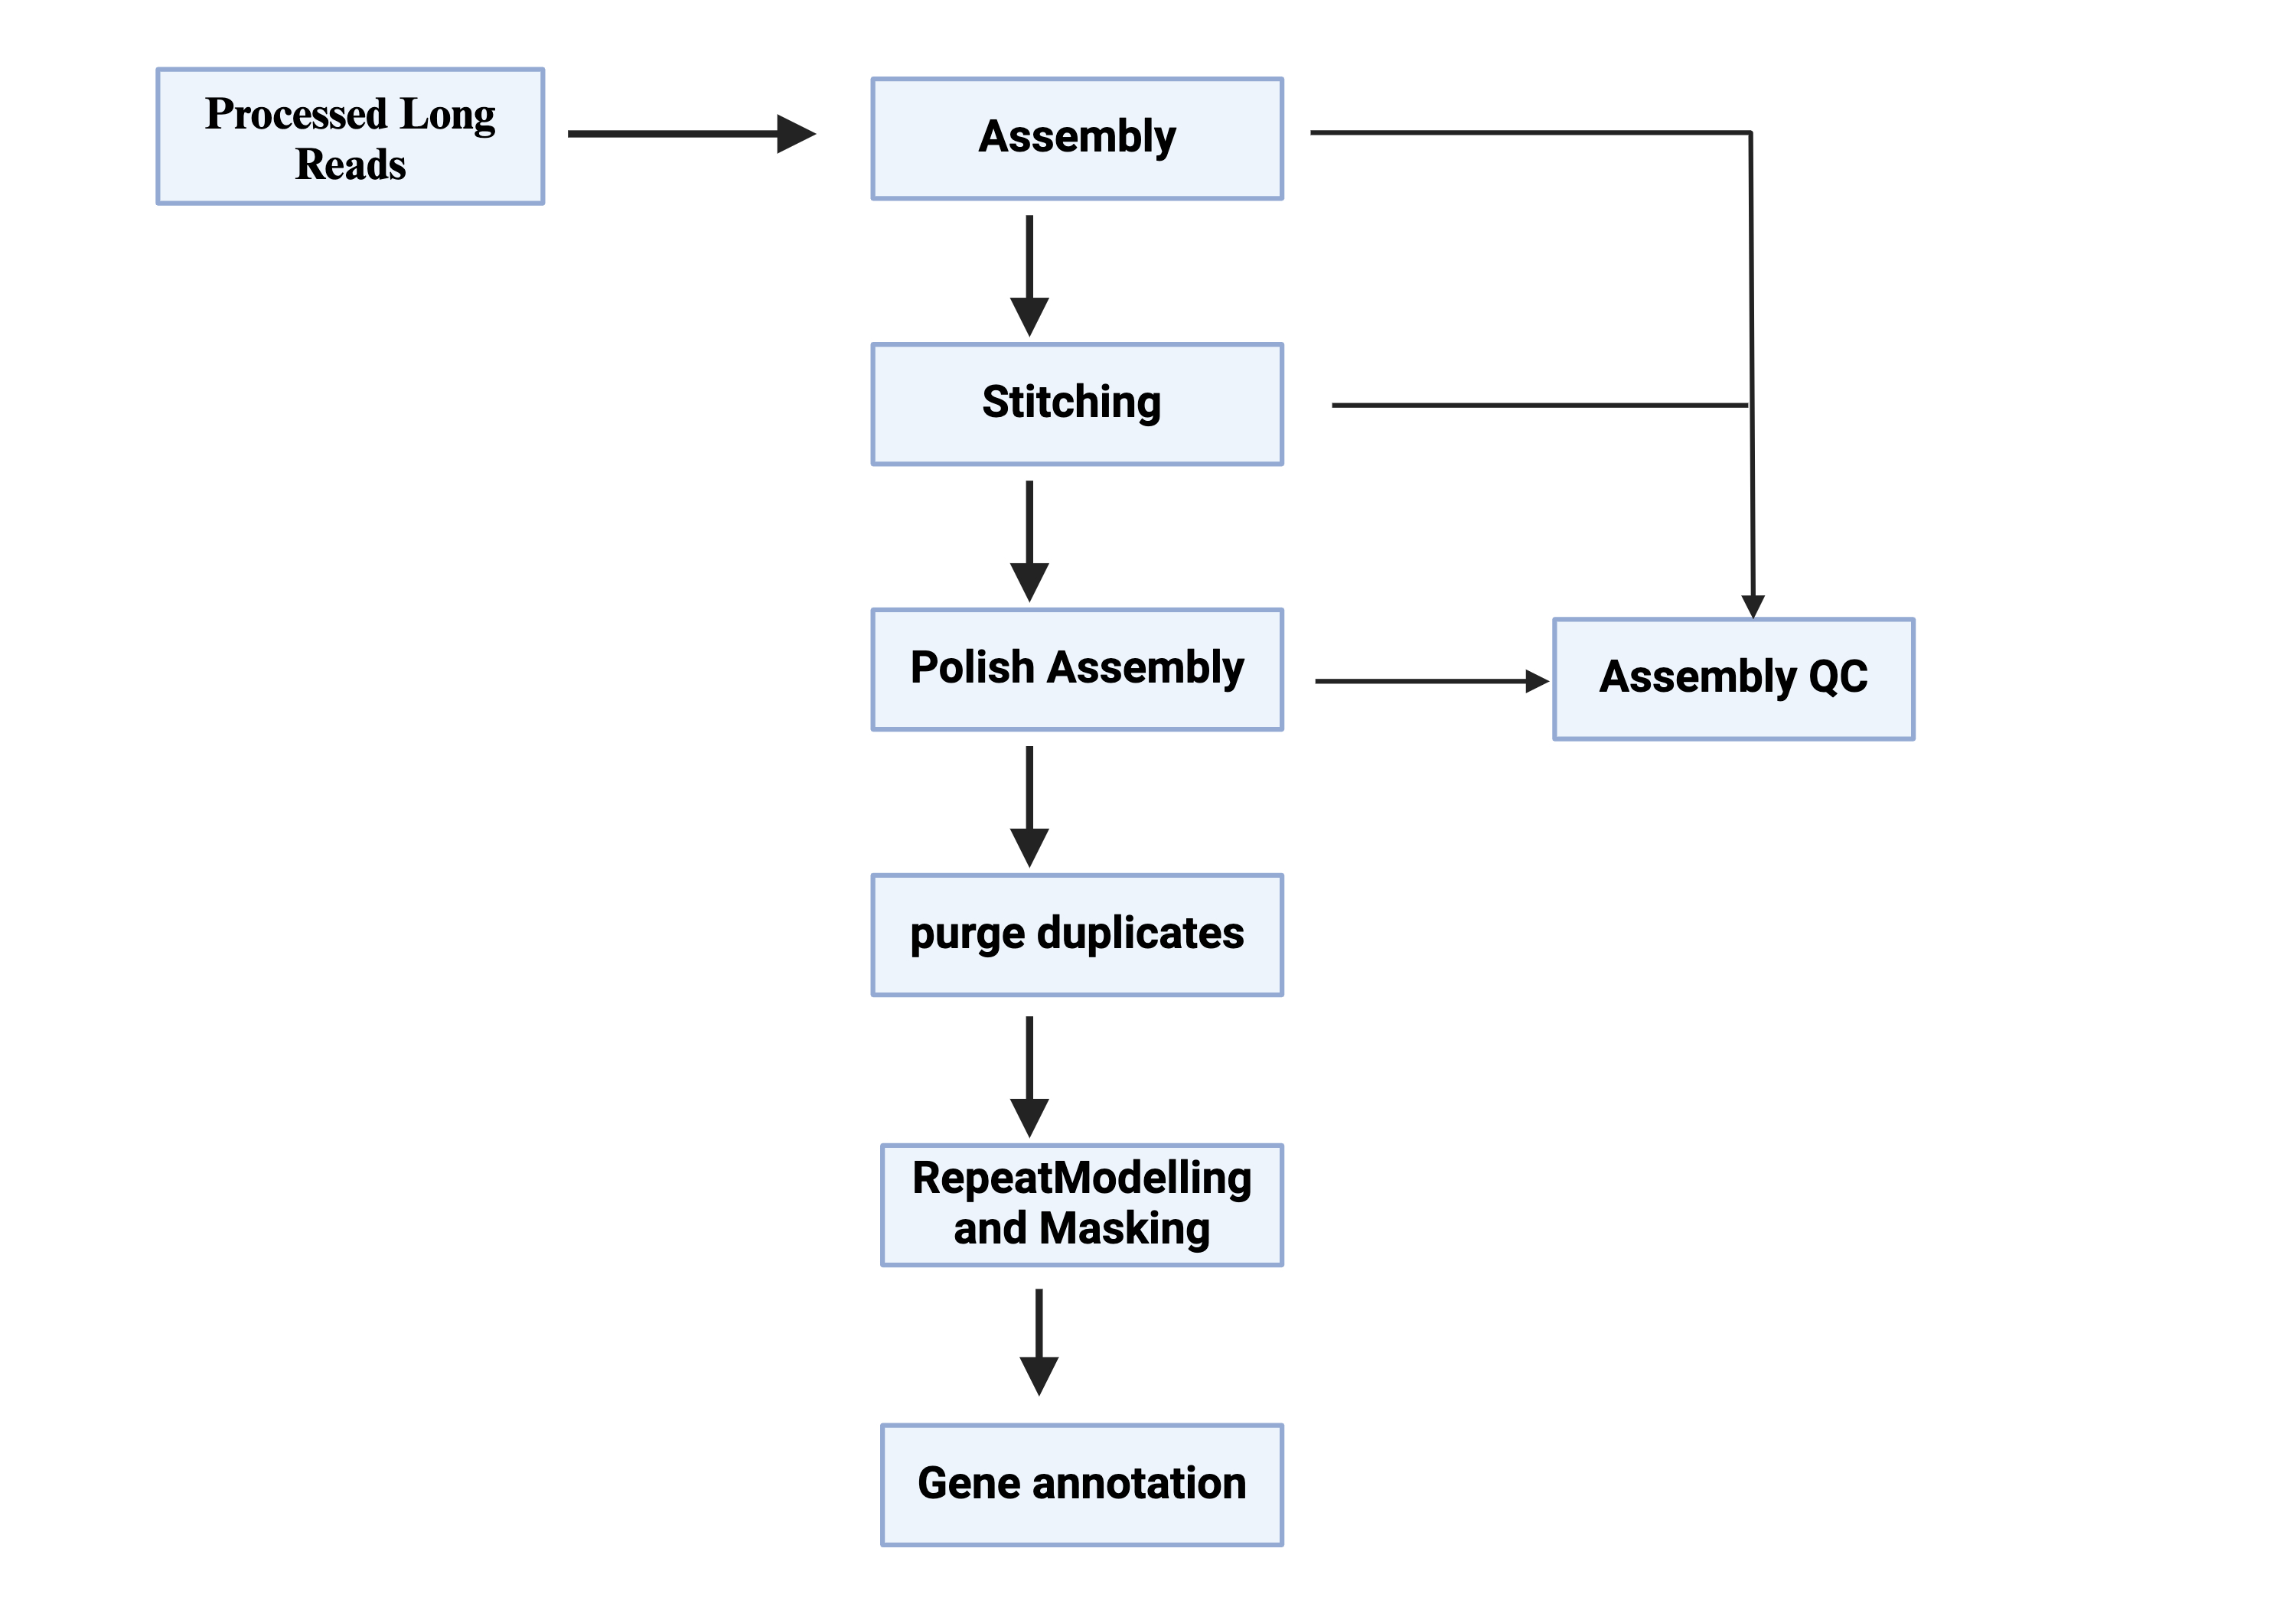 Processed Long
Reads
Assembly
Stitching
Polish Assembly
Assembly QC
purge duplicates
RepeatModelling
and Masking
Gene annotation